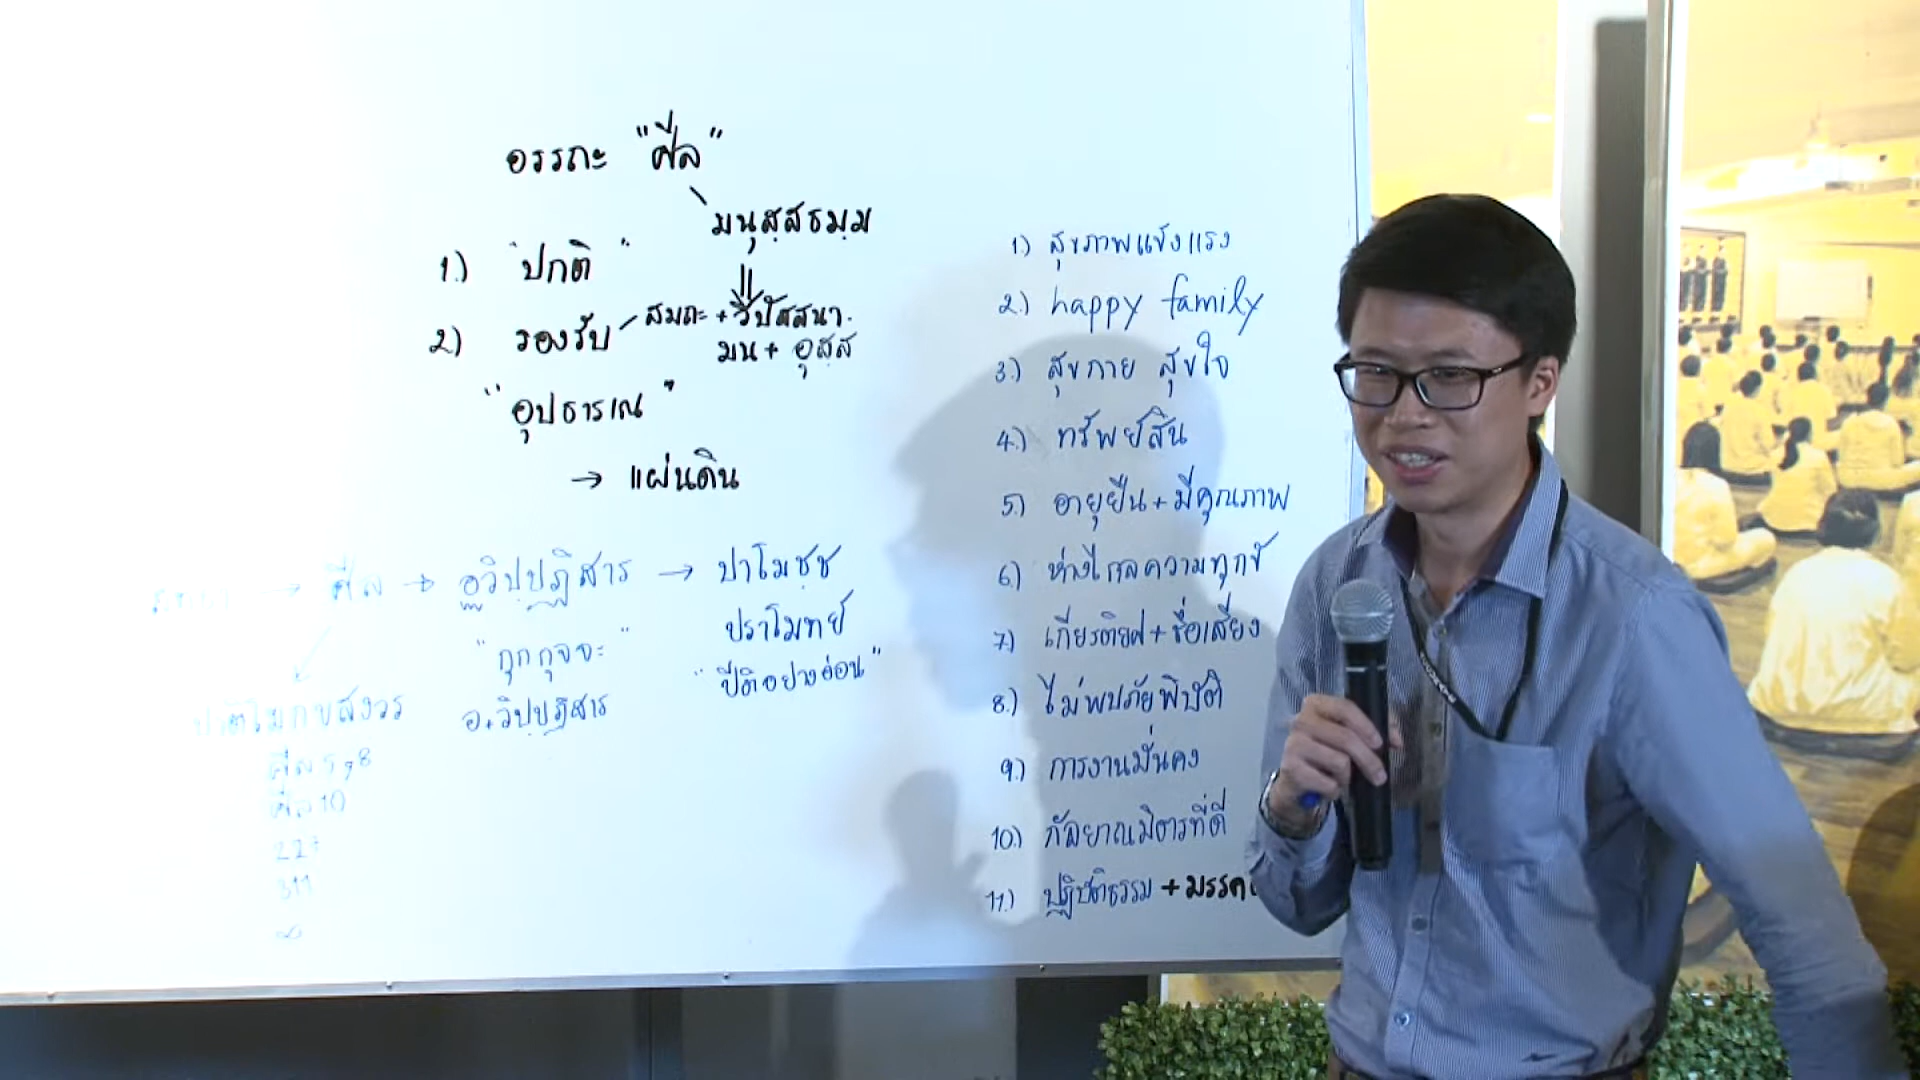 อรรถะ "ศีล"
มนุสฺสธมฺม
1.) "ปกติ"
2) รองรับ สมถะ + วิปัสสนา.
มน + อุสฺส
"อุปธารณ"
→ แผ่นดิน
→ ศีล → อวิปฺปฏิสาร → ปาโมชฺช
ปราโมทย์
"กุกกุจจะ"
"ปีติอย่างอ่อน"
ปาติโมกขสังวร
อ.วิปฺปฏิสาร
ศีล 5, 8
ศีล 10
227
311
∞
1.) สุขภาพแข็งแรง
2.) happy family
3.) สุขกาย สุขใจ
4.) ทรัพย์สิน
5.) อายุยืน + มีคุณภาพ
6.) ห่างไกลความทุกข์
7.) เกียรติยศ + ชื่อเสียง
8.) ไม่พบภัยพิบัติ
9.) การงานมั่นคง
10.) กัลยาณมิตรที่ดี
11.) ปฏิบัติธรรม + มรรค